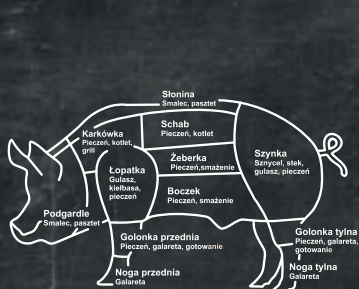 Słonina
Smalec, pasztet
Schab
Pieczeń, kotlet
Karkówka
Pieczeń, kotlet,
grill
Żeberka
Pieczeń,smażenie
Szynka
Sznycel, stek,
gulasz, pieczeń
Łopatka
Gulasz,
kiełbasa,
pieczeń
Boczek
Pieczeń, smażenie
Podgardle
Smalec, pasztet
Golonka przednia
Pieczeń, galareta, gotowanie
Golonka tylna
Pieczeń, galareta,
gotowanie
Noga przednia
Galareta
Noga tylna
Galareta